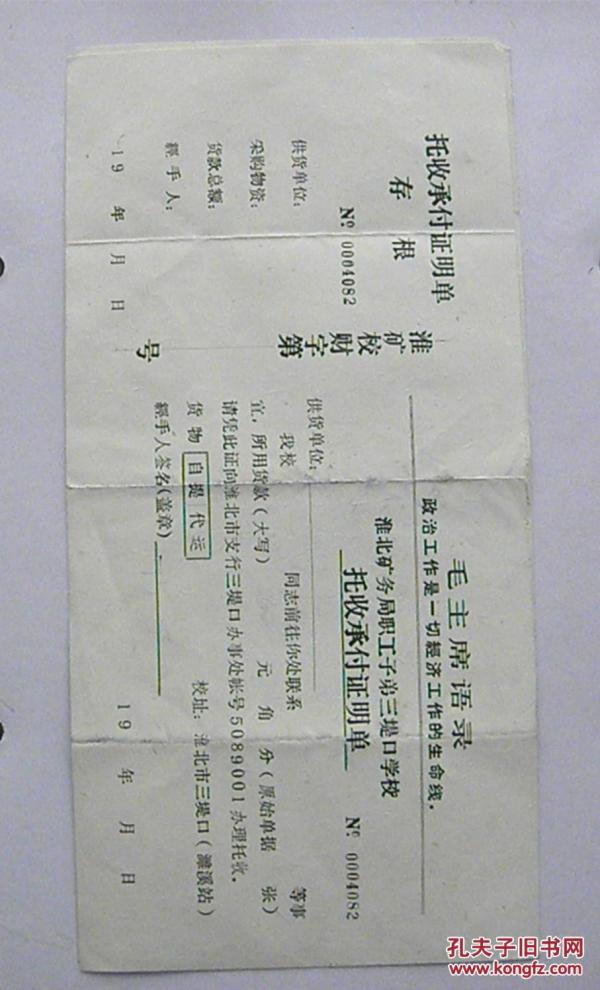 托收承付证明单
存根
№ 0004082
供货单位：
采购物资：
货款总额：
經手人：
19 年 月 日
淮矿校财字第 号
毛主席语录
政治工作是一切經济工作的生命线。
淮北矿务局职工子弟三堤口学校
托收承付证明单
№ 0004082
供货单位：
我校 同志前往你处联系 等事
宜，所用货款（大写） 元 角 分（原始单据 张）
请凭此证向淮北市支行三堤口办事处帐号5089001办理托收。
货物 自提 代运
校址：淮北市三堤口（濉溪站）
經手人签名（盖章）
19 年 月 日
孔夫子旧书网
www.kongfz.com